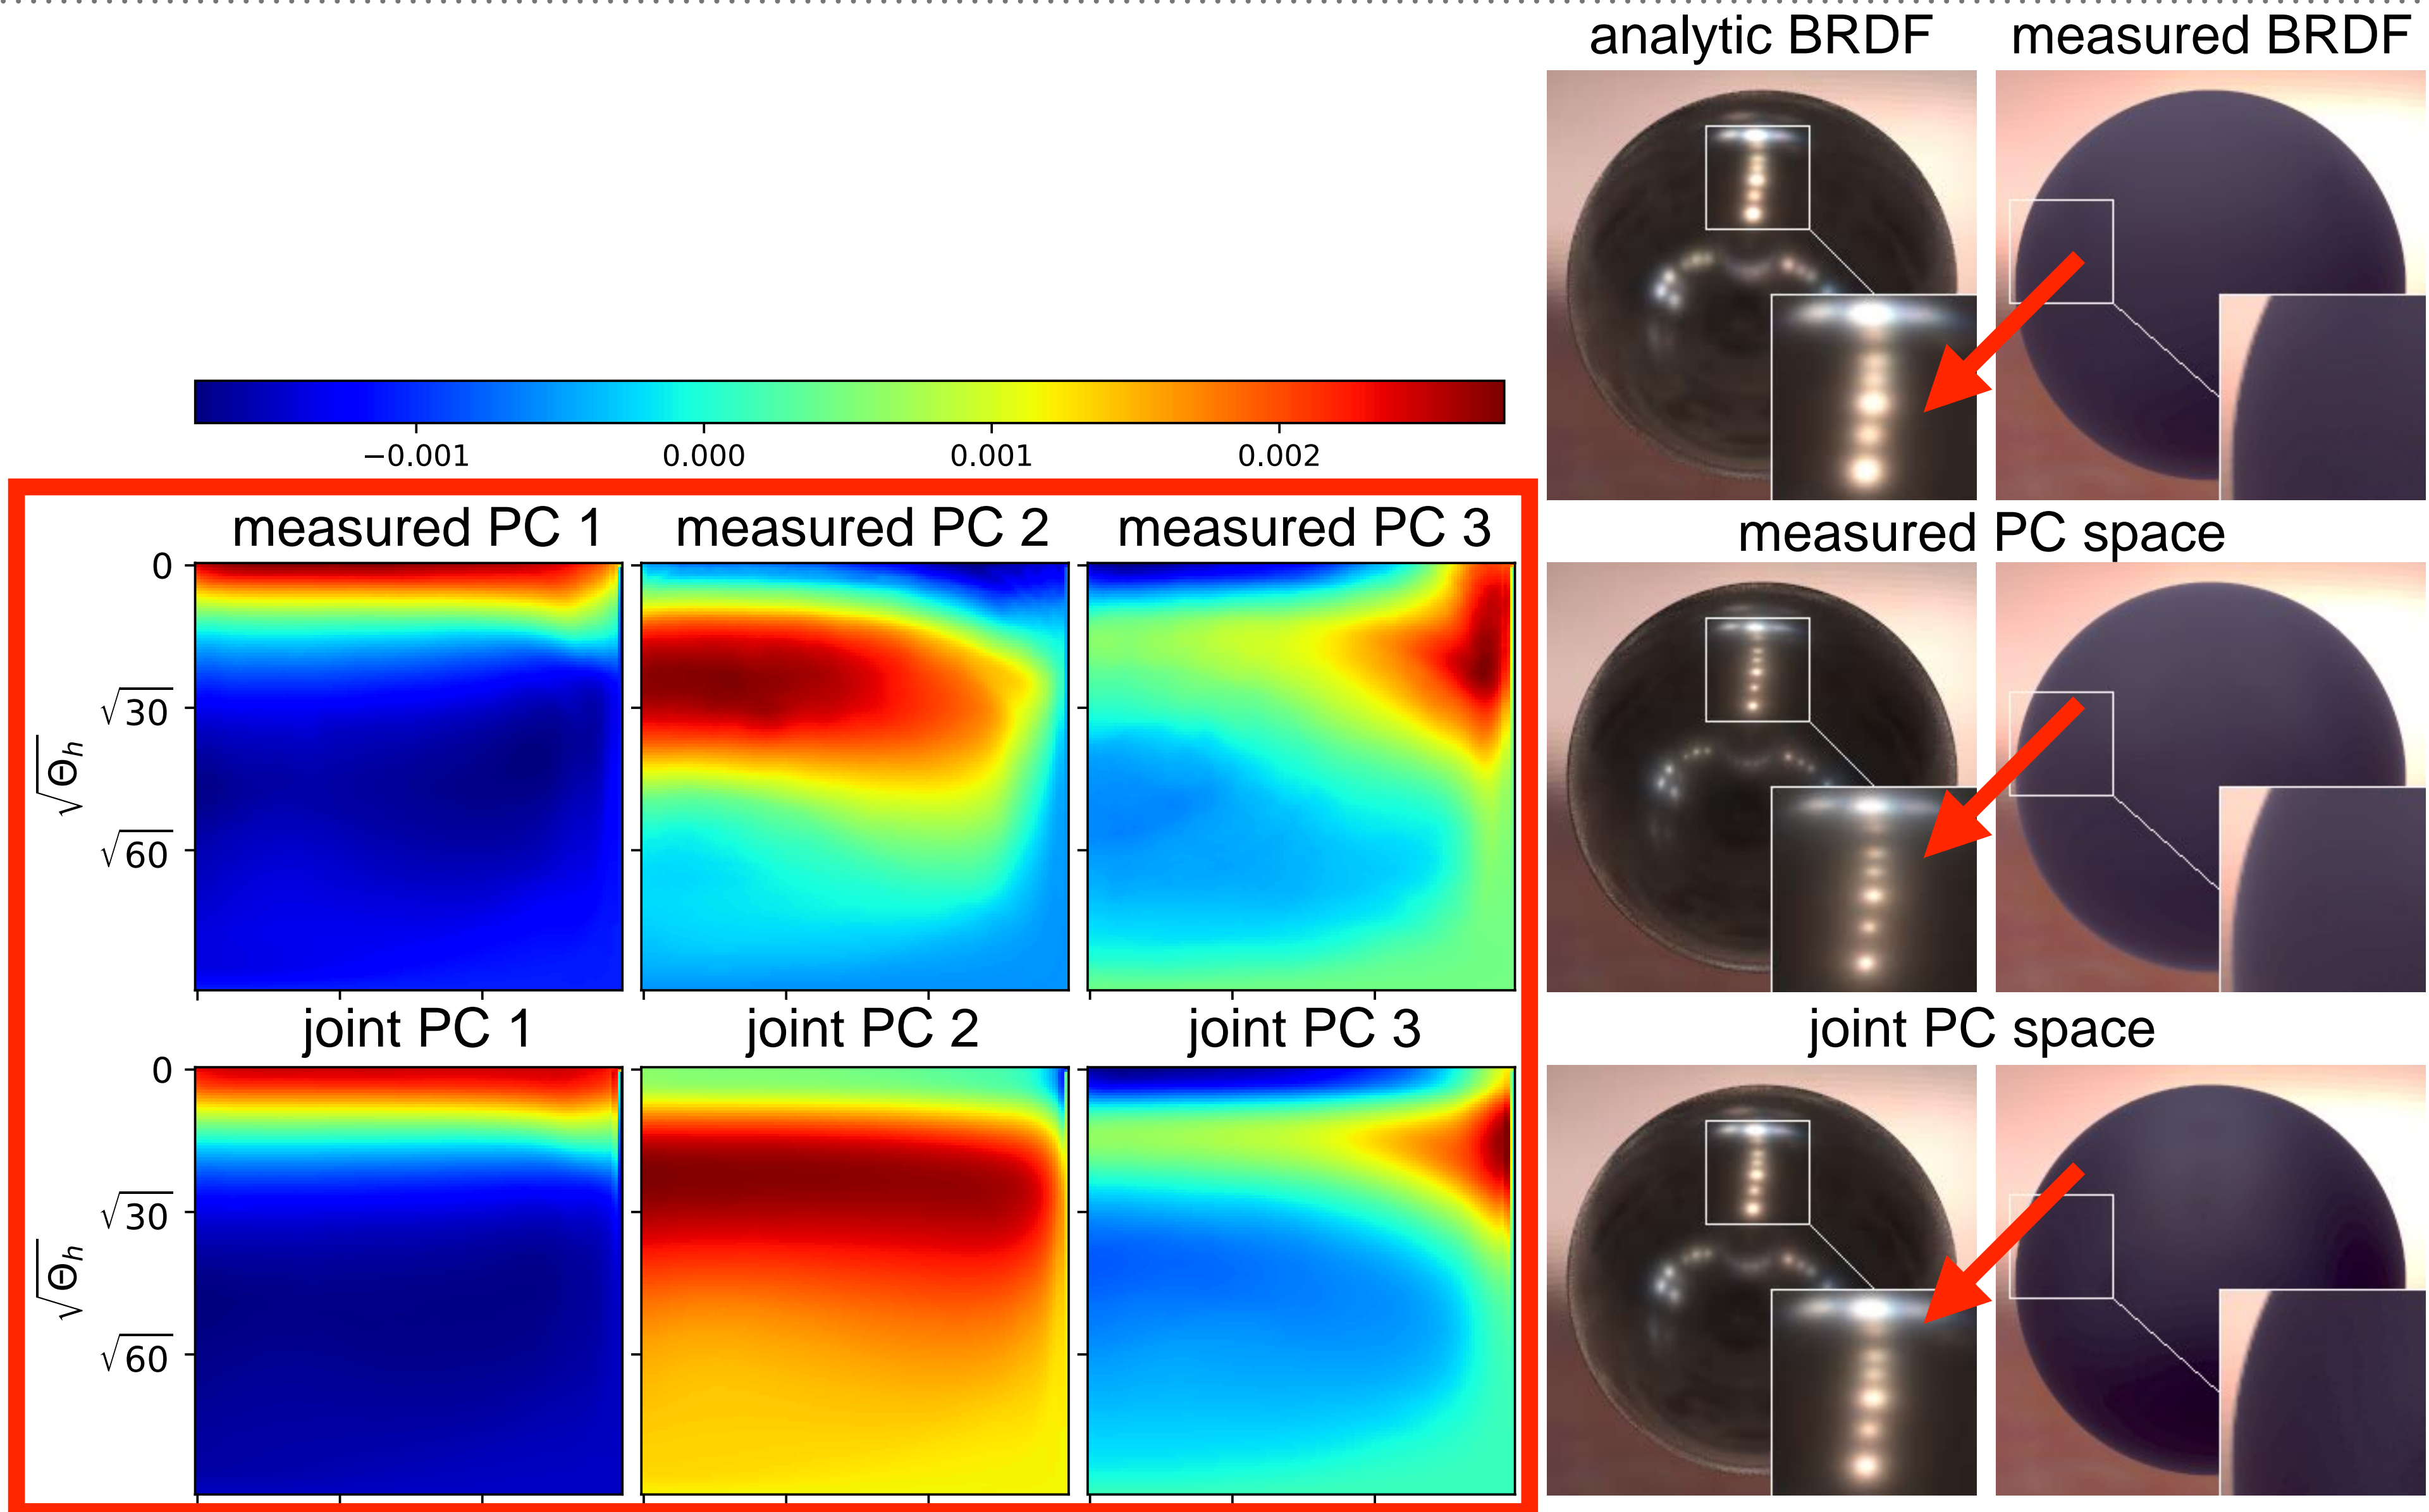 analytic BRDF
measured BRDF
−0.001 0.000 0.001 0.002
measured PC 1
measured PC 2
measured PC 3
measured PC space
0
√30
√60
√Θh
joint PC 1
joint PC 2
joint PC 3
joint PC space
0
√30
√60
√Θh